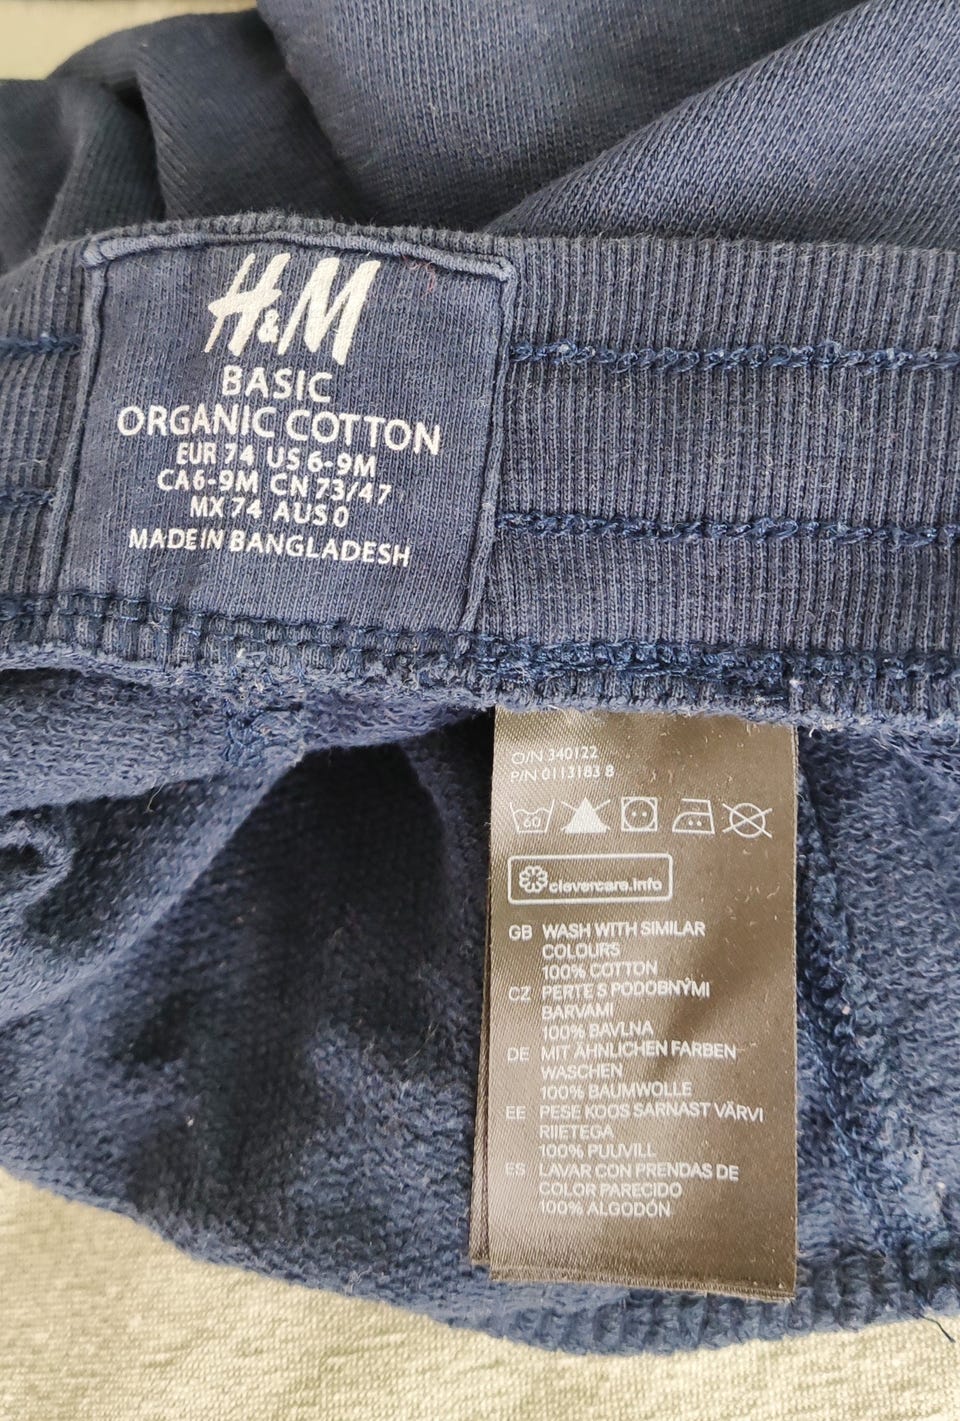 H&M
BASIC
ORGANIC COTTON
EUR 74 US 6-9M
CA6-9M CN 73/47
MX 74 AUS 0
MADE IN BANGLADESH
O/N 340122
P/N 0113183 8
60
clevercare.info
GB WASH WITH SIMILAR
COLOURS
100% COTTON
CZ PERTE S PODOBNÝMI
BARVAMI
100% BAVLNA
DE MIT ÄHNLICHEN FARBEN
WASCHEN
100% BAUMWOLLE
EE PESE KOOS SARNAST VÄRVI
RIIETEGA
100% PUUVILL
ES LAVAR CON PRENDAS DE
COLOR PARECIDO
100% ALGODÓN